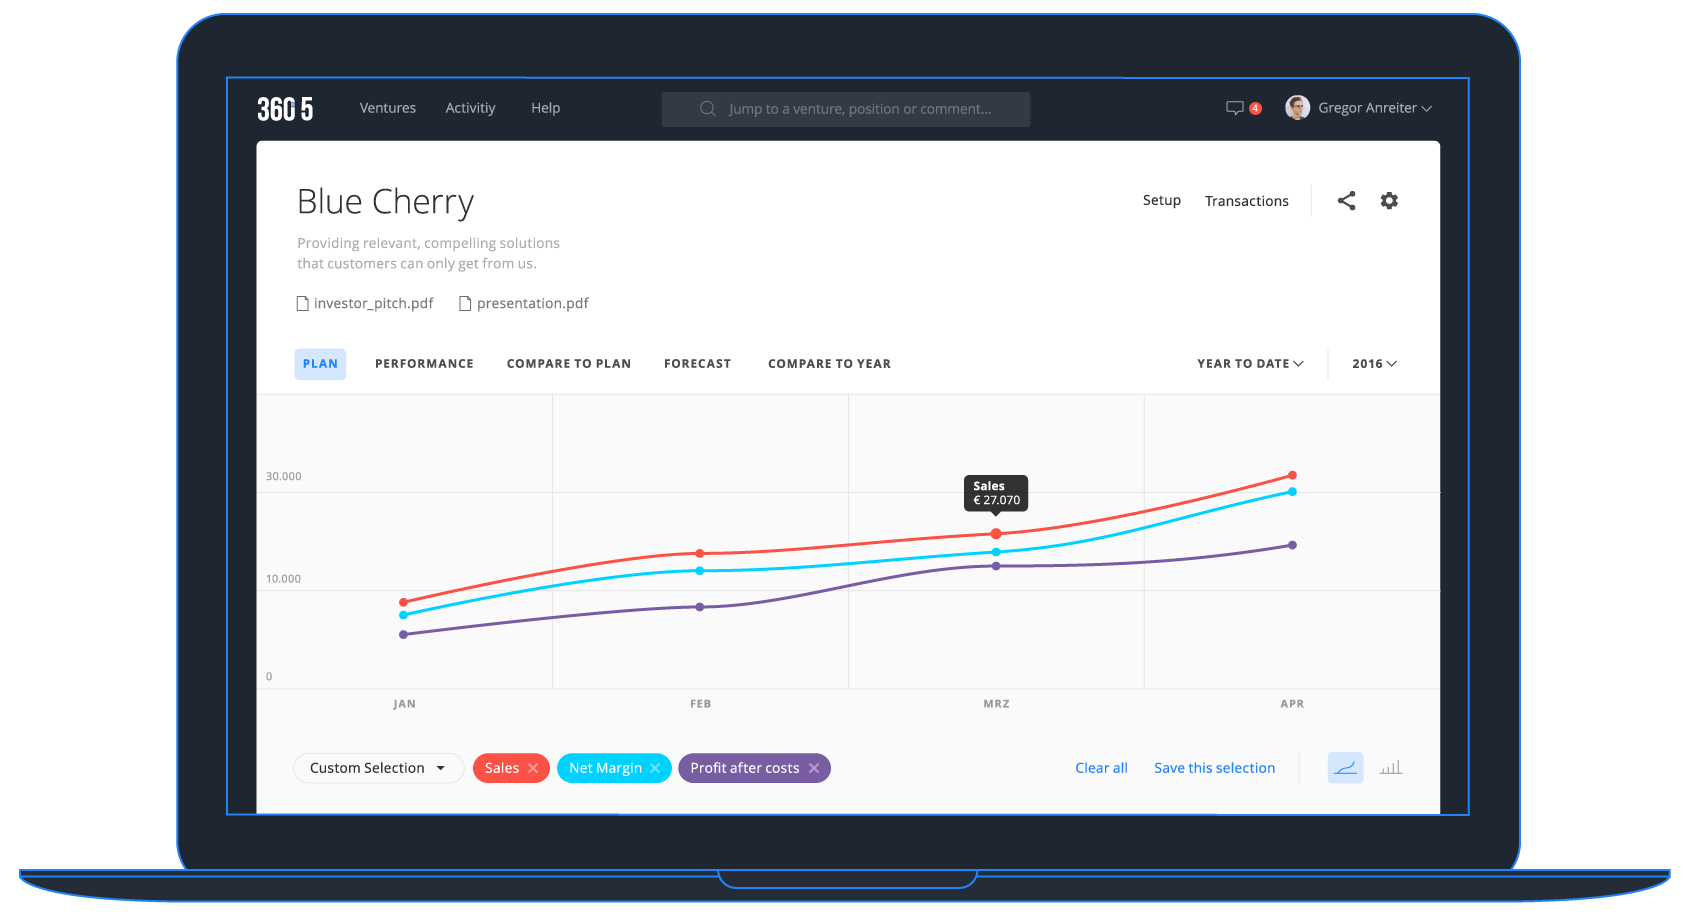 360°5
Ventures
Activitiy
Help
Jump to a venture, position or comment...
4
Gregor Anreiter
Blue Cherry
Setup
Transactions
Providing relevant, compelling solutions
that customers can only get from us.
investor_pitch.pdf
presentation.pdf
PLAN
PERFORMANCE
COMPARE TO PLAN
FORECAST
COMPARE TO YEAR
YEAR TO DATE
2016
30.000
Sales
€ 27.070
10.000
0
JAN
FEB
MRZ
APR
Custom Selection
Sales
Net Margin
Profit after costs
Clear all
Save this selection